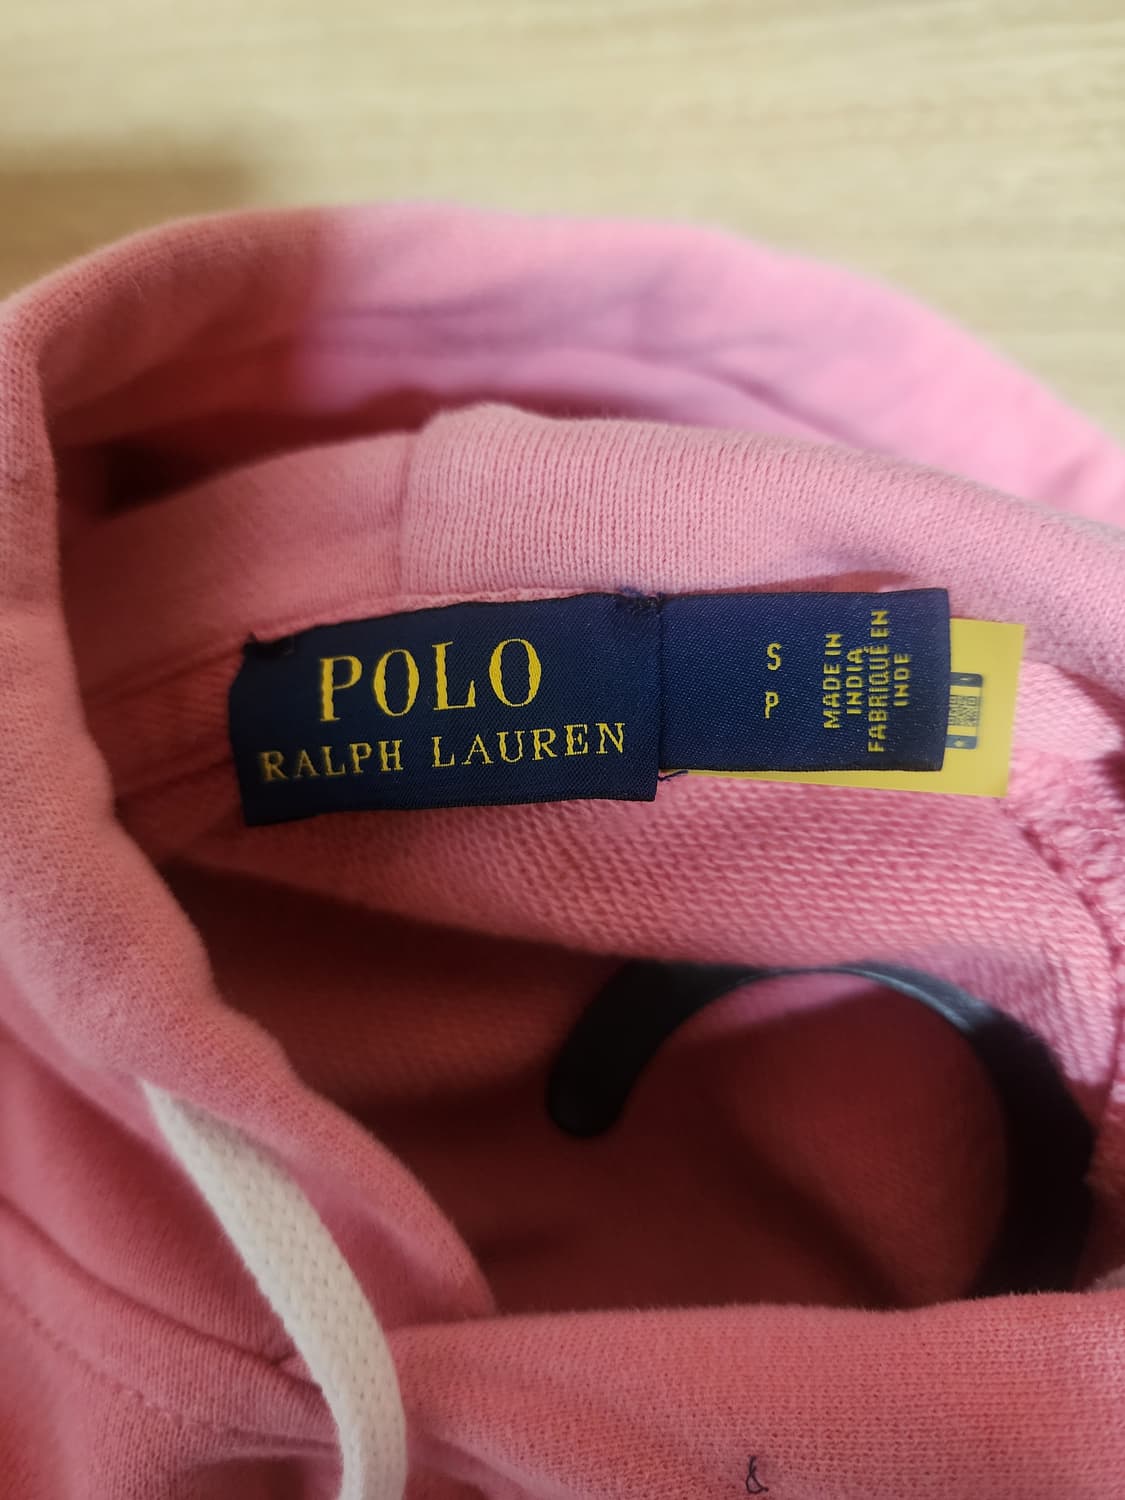 POLO
RALPH LAUREN
S
P
MADE IN
INDIA
FABRIQUÉ EN
INDE